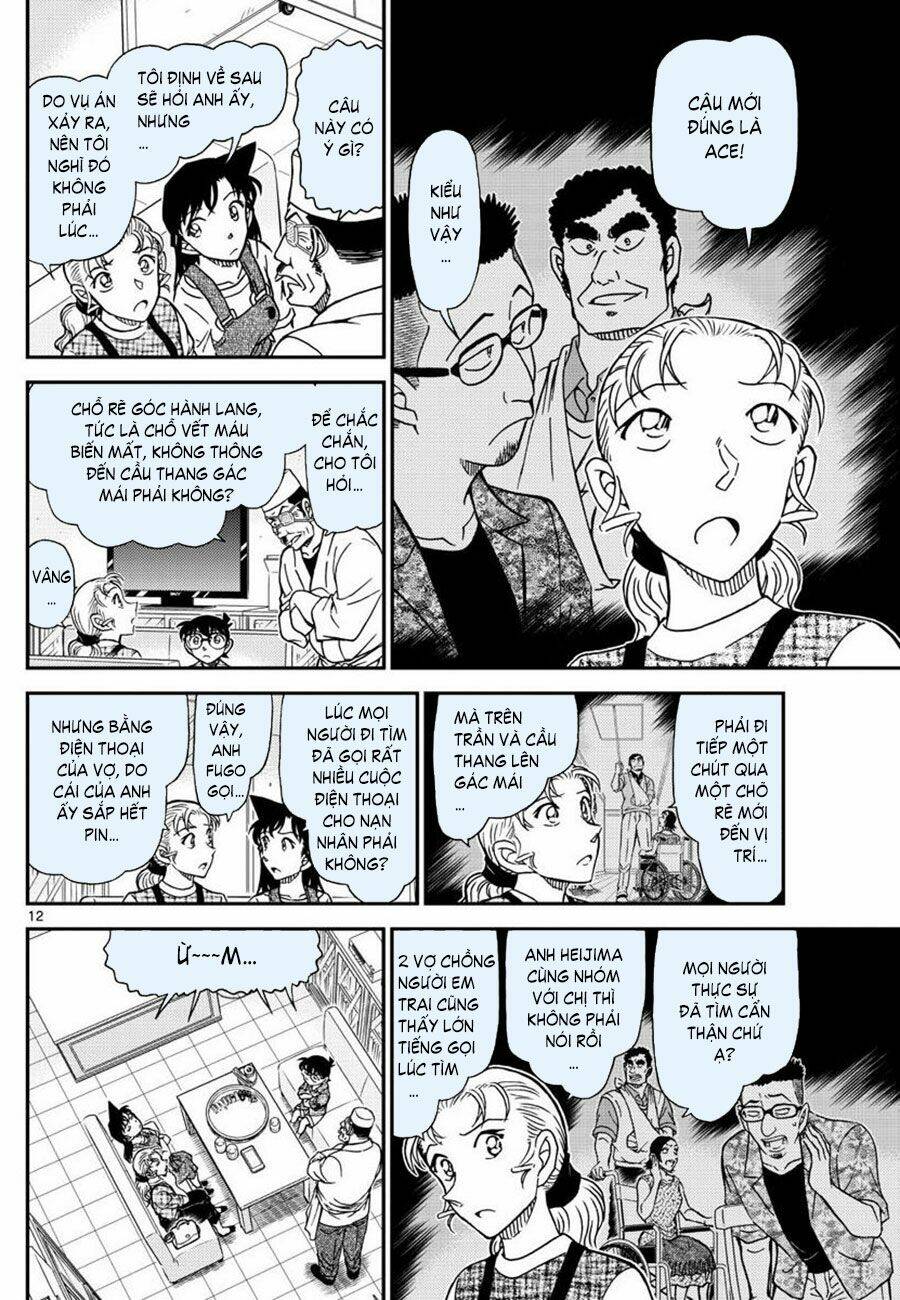 CẬU MỚI
ĐÚNG LÀ
ACE!
KIỂU
NHƯ
VẬY
...
CÂU
NÀY CÓ
Ý GÌ?
TÔI ĐỊNH VỀ SAU
SẼ HỎI ANH ẤY,
NHƯNG
...
DO VỤ ÁN
XẢY RA,
NÊN TÔI
NGHĨ ĐÓ
KHÔNG
PHẢI
LÚC...
ĐỂ CHẮC
CHẮN,
CHO TÔI
HỎI...
CHỔ RẼ GÓC HÀNH LANG,
TỨC LÀ CHỔ VẾT MÁU
BIẾN MẤT, KHÔNG THÔNG
ĐẾN CẦU THANG GÁC
MÁI PHẢI KHÔNG?
VÂNG
...
PHẢI ĐI
TIẾP MỘT
CHÚT QUA
MỘT CHỖ
RẼ MỚI
ĐẾN VỊ
TRÍ...
MÀ TRÊN
TRẦN VÀ CẦU
THANG LÊN
GÁC MÁI
...
LÚC MỌI
NGƯỜI ĐI TÌM
ĐÃ GỌI RẤT
NHIỀU CUỘC
ĐIỆN THOẠI
CHO NẠN
NHÂN PHẢI
KHÔNG?
ĐÚNG
VẬY, ANH
FUGO
GỌI...
NHƯNG BẰNG
ĐIỆN THOẠI
CỦA VỢ, DO
CÁI CỦA ANH
ẤY SẮP HẾT
PIN...
12
MỌI NGƯỜI
THỰC SỰ
ĐÃ TÌM CẨN
THẬN CHỨ
Ạ?
ANH HEIJIMA
CÙNG NHÓM
VỚI CHỊ THÌ
KHÔNG PHẢI
NÓI RỒI
...
2 VỢ CHỒNG
NGƯỜI EM
TRAI CŨNG
THẤY LỚN
TIẾNG GỌI
LÚC TÌM
...
Ừ~~~M...